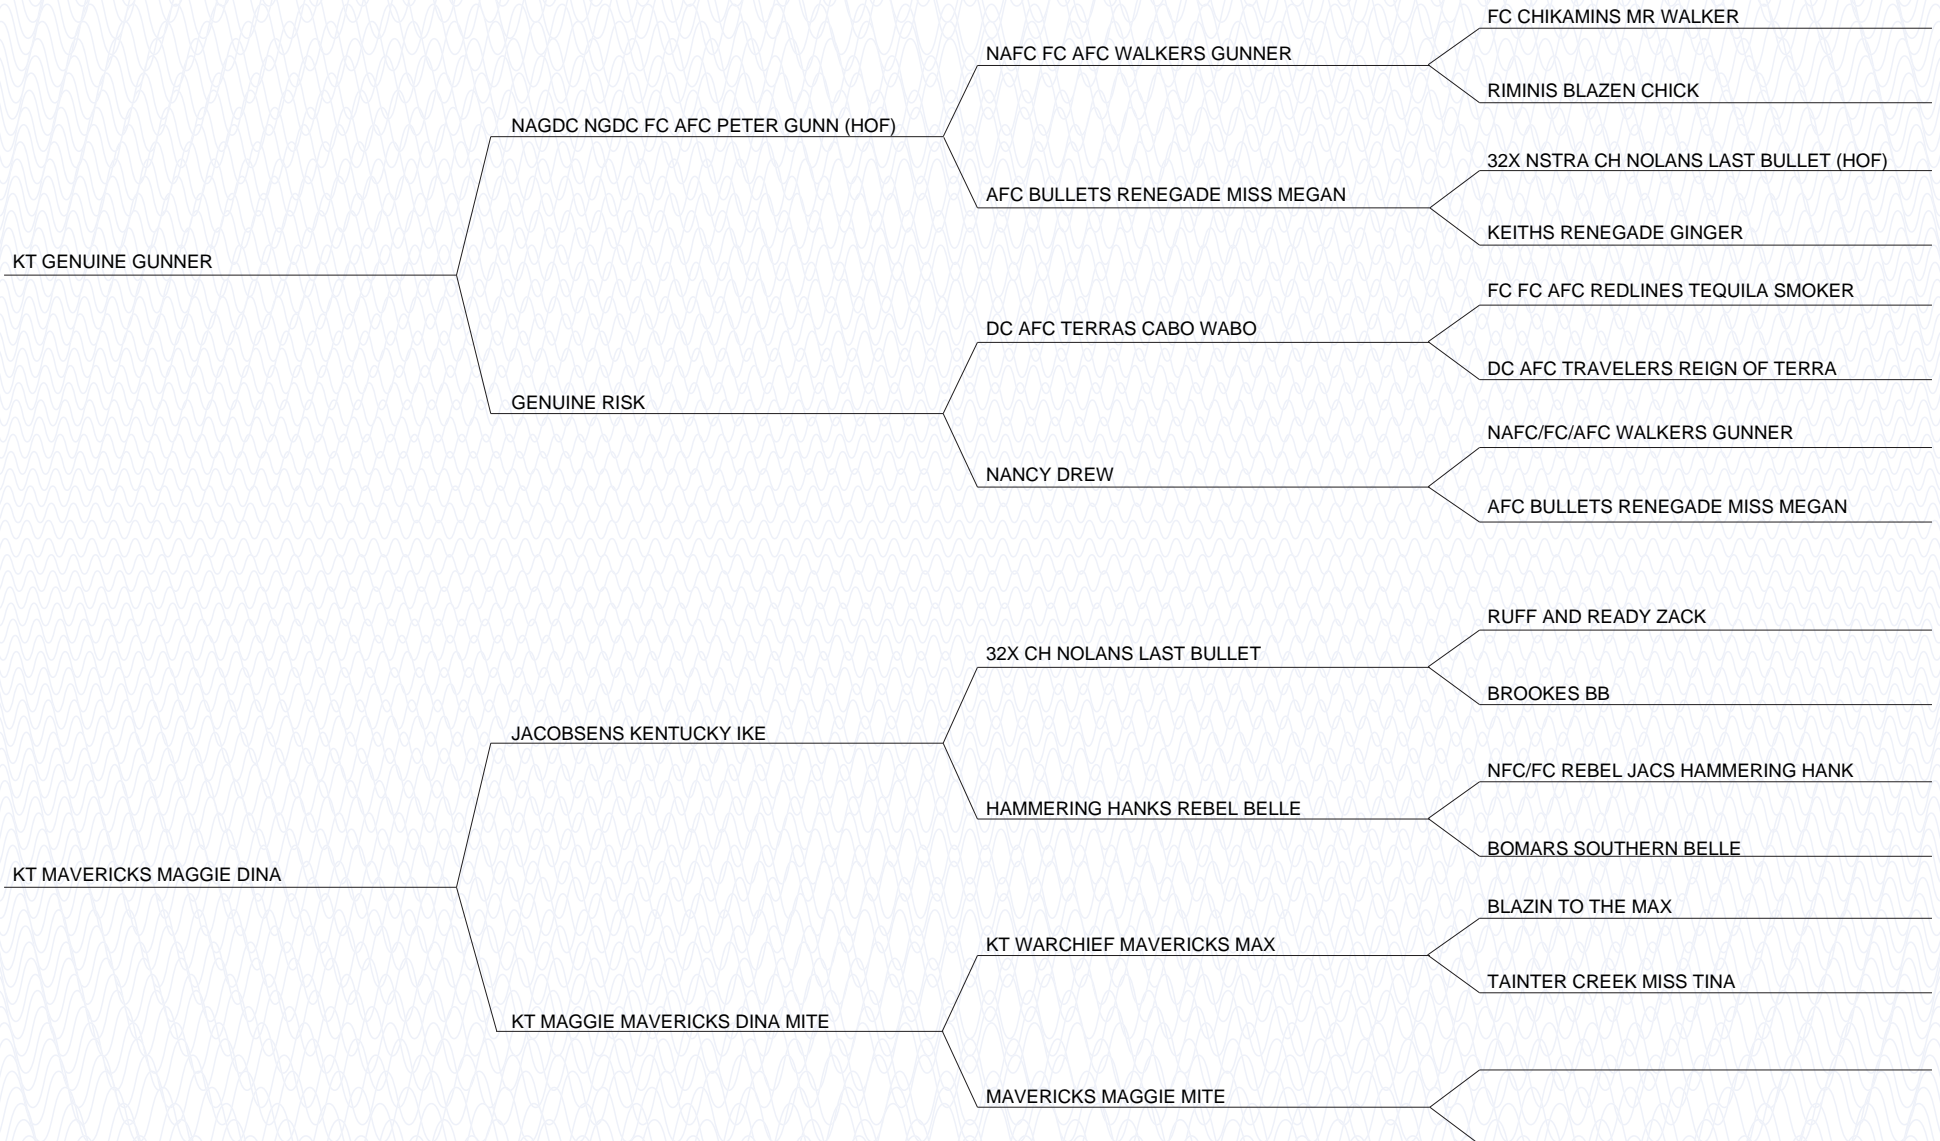 FC CHIKAMINS MR WALKER
NAFC FC AFC WALKERS GUNNER
RIMINIS BLAZEN CHICK
NAGDC NGDC FC AFC PETER GUNN (HOF)
32X NSTRA CH NOLANS LAST BULLET (HOF)
AFC BULLETS RENEGADE MISS MEGAN
KEITHS RENEGADE GINGER
KT GENUINE GUNNER
FC FC AFC REDLINES TEQUILA SMOKER
DC AFC TERRAS CABO WABO
DC AFC TRAVELERS REIGN OF TERRA
GENUINE RISK
NAFC/FC/AFC WALKERS GUNNER
NANCY DREW
AFC BULLETS RENEGADE MISS MEGAN
RUFF AND READY ZACK
32X CH NOLANS LAST BULLET
BROOKES BB
JACOBSENS KENTUCKY IKE
NFC/FC REBEL JACS HAMMERING HANK
HAMMERING HANKS REBEL BELLE
BOMARS SOUTHERN BELLE
KT MAVERICKS MAGGIE DINA
BLAZIN TO THE MAX
KT WARCHIEF MAVERICKS MAX
TAINTER CREEK MISS TINA
KT MAGGIE MAVERICKS DINA MITE
MAVERICKS MAGGIE MITE